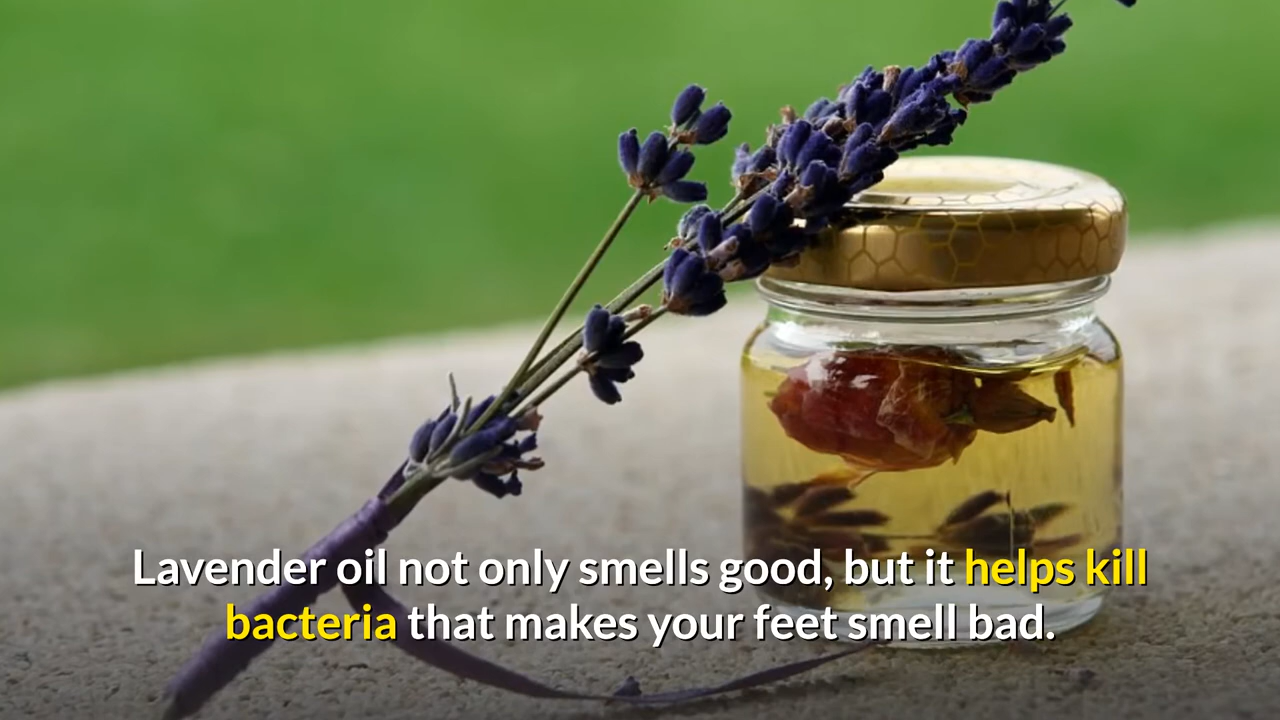 Lavender oil not only smells good, but it helps kill
bacteria that makes your feet smell bad.